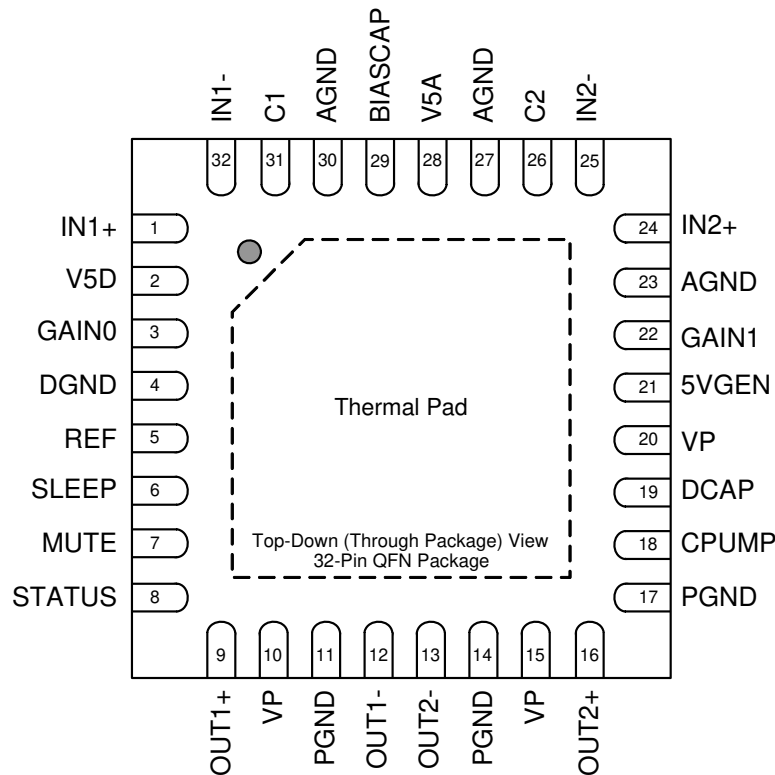 IN1-
C1
AGND
BIASCAP
V5A
AGND
C2
IN2-
32
31
30
29
28
27
26
25
IN1+ 1
V5D 2
GAIN0 3
DGND 4
REF 5
SLEEP 6
MUTE 7
STATUS 8
24 IN2+
23 AGND
22 GAIN1
21 5VGEN
20 VP
19 DCAP
18 CPUMP
17 PGND
Thermal Pad
Top-Down (Through Package) View
32-Pin QFN Package
9
10
11
12
13
14
15
16
OUT1+
VP
PGND
OUT1-
OUT2-
PGND
VP
OUT2+